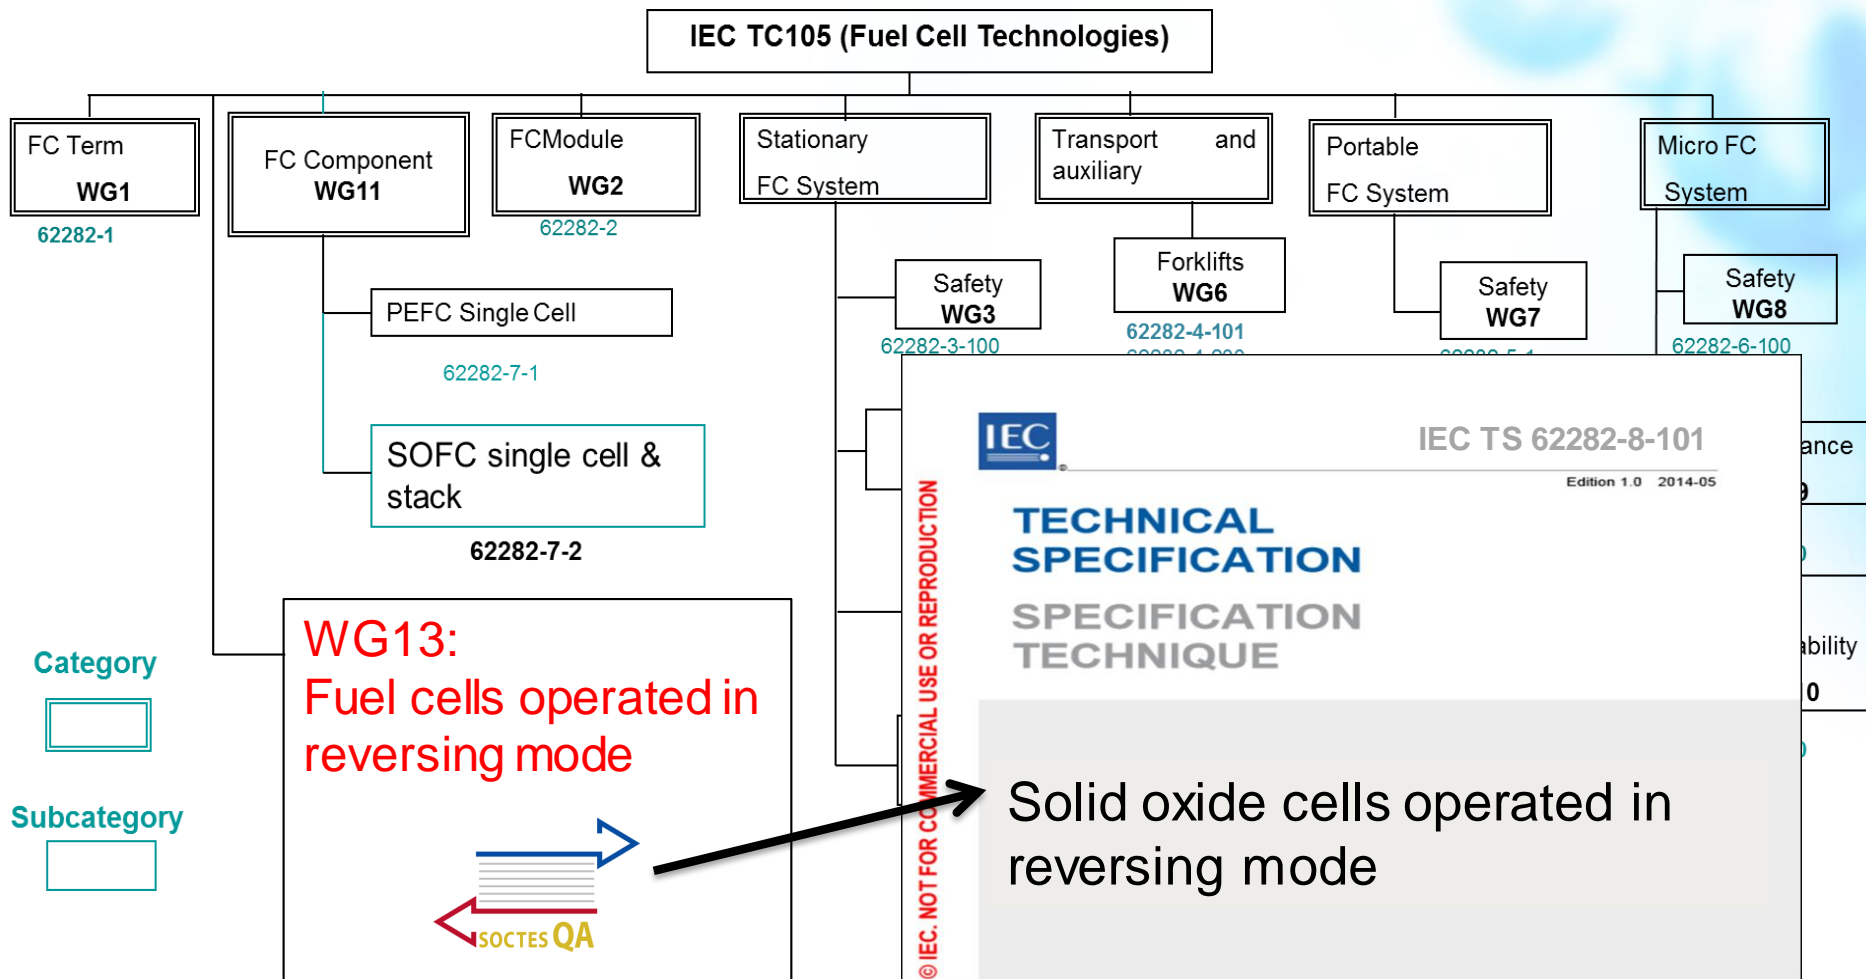 IEC TC105 (Fuel Cell Technologies)
FC Term
WG1
62282-1
FC Component
WG11
FCModule
WG2
62282-2
Stationary
FC System
Transport and
auxiliary
Portable
FC System
Micro FC
System
Safety
WG3
62282-3-100
Forklifts
WG6
62282-4-101
Safety
WG7
Safety
WG8
62282-6-100
PEFC Single Cell
62282-7-1
SOFC single cell &
stack
62282-7-2
WG13:
Fuel cells operated in
reversing mode
SOCTES QA
Category
Subcategory
IEC
®
IEC TS 62282-8-101
Edition 1.0 2014-05
TECHNICAL
SPECIFICATION
SPECIFICATION
TECHNIQUE
© IEC. NOT FOR COMMERCIAL USE OR REPRODUCTION
Solid oxide cells operated in
reversing mode
ance
9
ability
10